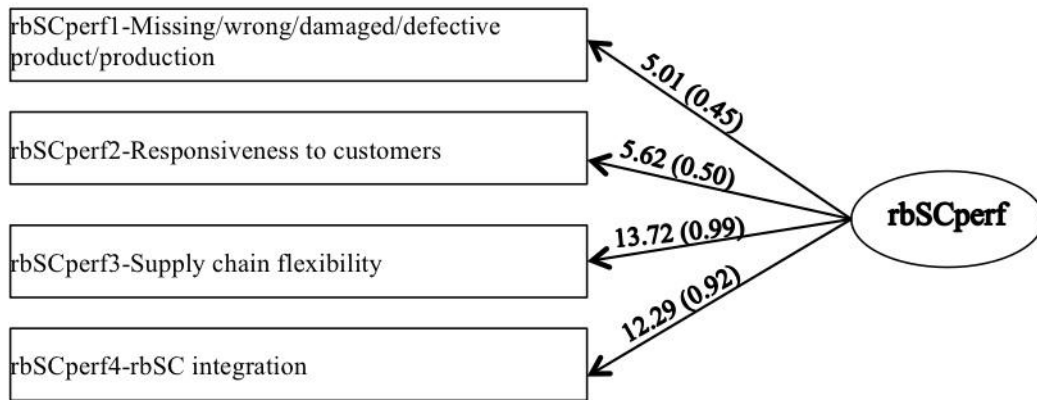 rbSCperf1-Missing/wrong/damaged/defective
product/production
5.01 (0.45)
rbSCperf2-Responsiveness to customers
5.62 (0.50)
rbSCperf
rbSCperf3-Supply chain flexibility
13.72 (0.99)
12.29 (0.92)
rbSCperf4-rbSC integration